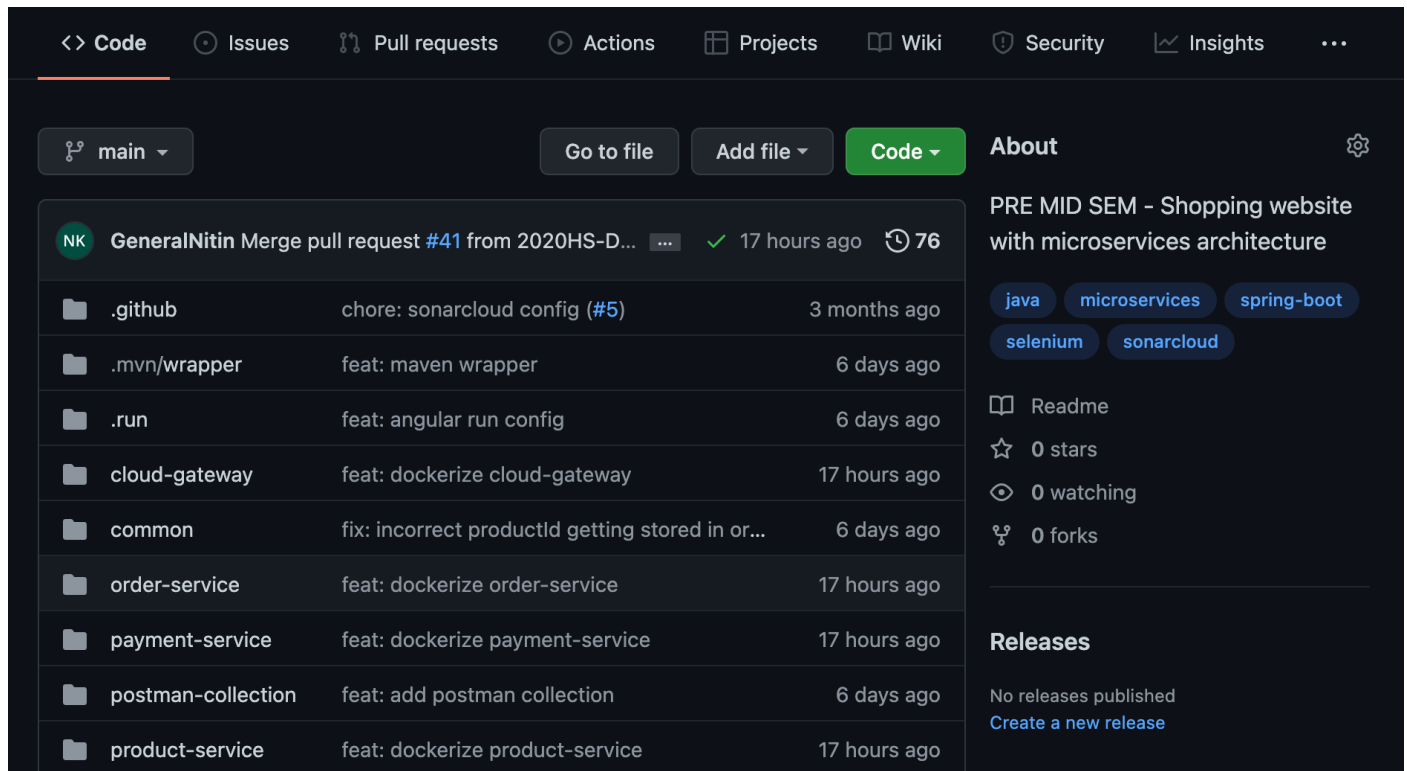 Code Issues Pull requests Actions Projects Wiki Security Insights ...
main Go to file Add file Code
NK GeneralNitin Merge pull request #41 from 2020HS-D... ... 17 hours ago 76
.github chore: sonarcloud config (#5) 3 months ago
.mvn/wrapper feat: maven wrapper 6 days ago
.run feat: angular run config 6 days ago
cloud-gateway feat: dockerize cloud-gateway 17 hours ago
common fix: incorrect productId getting stored in or... 6 days ago
order-service feat: dockerize order-service 17 hours ago
payment-service feat: dockerize payment-service 17 hours ago
postman-collection feat: add postman collection 6 days ago
product-service feat: dockerize product-service 17 hours ago
About
PRE MID SEM - Shopping website
with microservices architecture
java microservices spring-boot
selenium sonarcloud
Readme
0 stars
0 watching
0 forks
Releases
No releases published
Create a new release